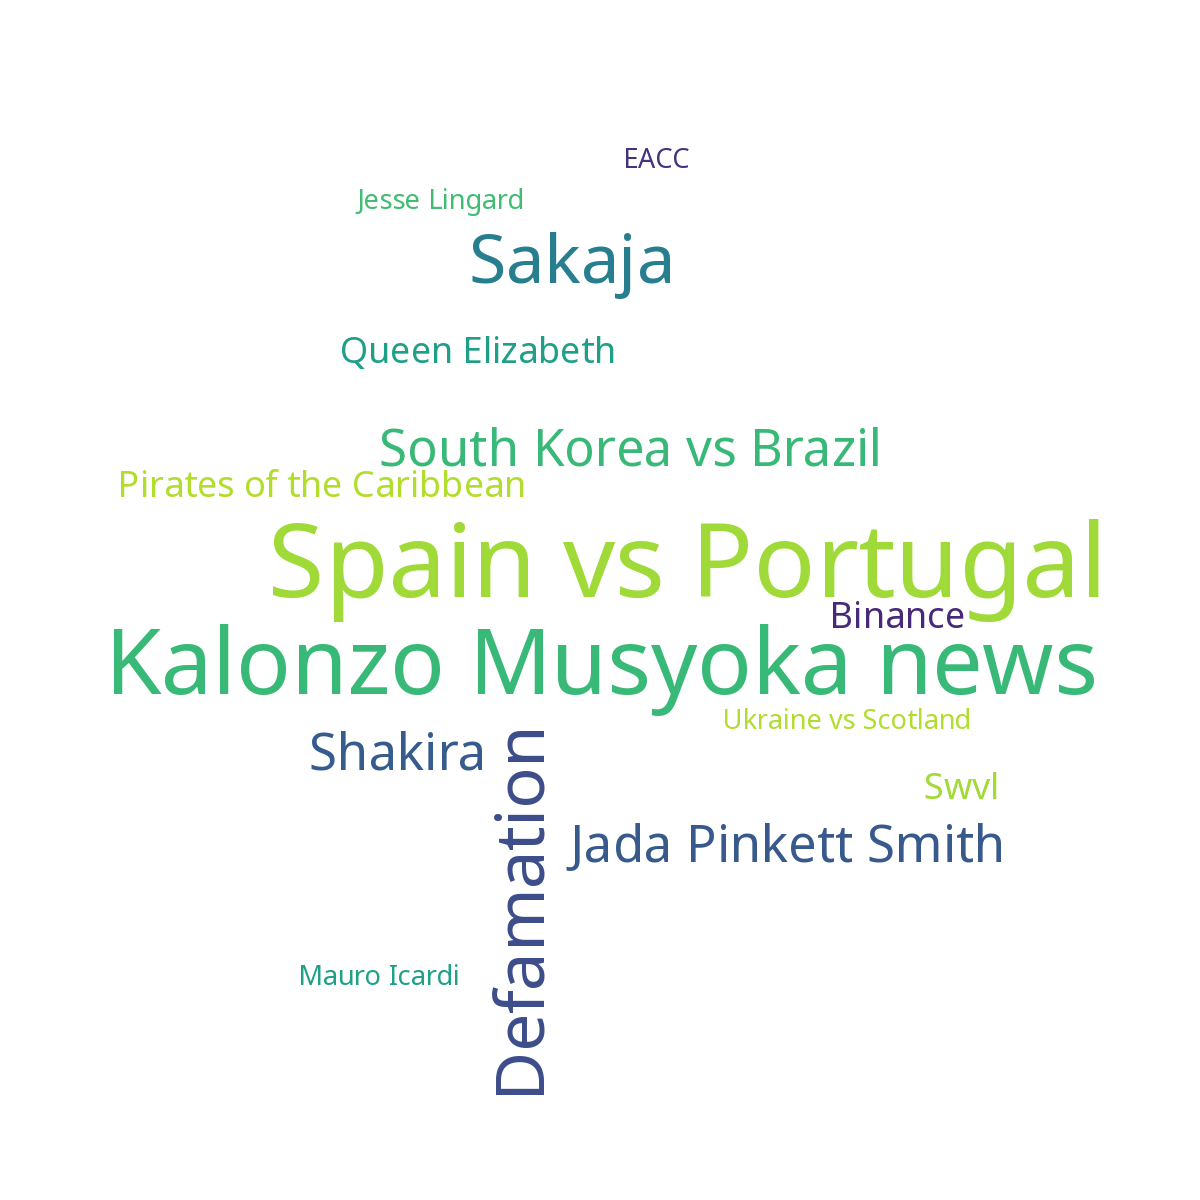 EACC
Jesse Lingard
Sakaja
Queen Elizabeth
South Korea vs Brazil
Pirates of the Caribbean
Spain vs Portugal
Binance
Kalonzo Musyoka news
Ukraine vs Scotland
Shakira
Swvl
Jada Pinkett Smith
Defamation
Mauro Icardi